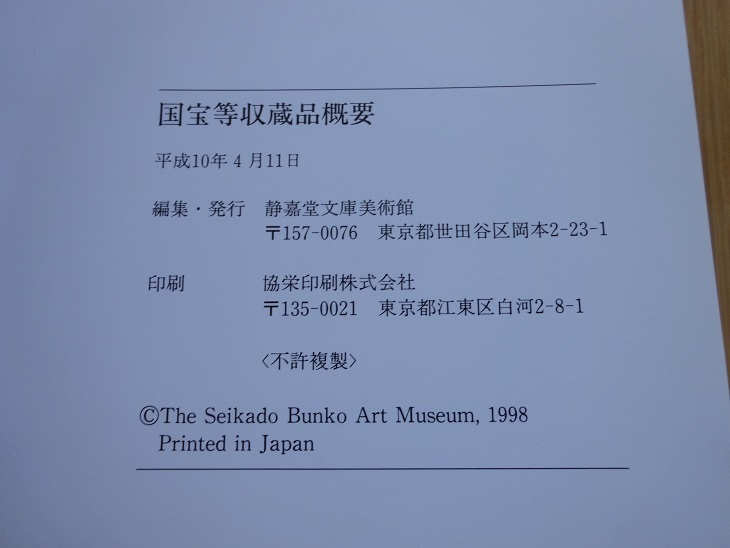 国宝等収蔵品概要
平成10年4月11日
編集・発行　静嘉堂文庫美術館
〒157-0076　東京都世田谷区岡本2-23-1
印刷　協栄印刷株式会社
〒135-0021　東京都江東区白河2-8-1
〈不許複製〉
©The Seikado Bunko Art Museum, 1998
Printed in Japan